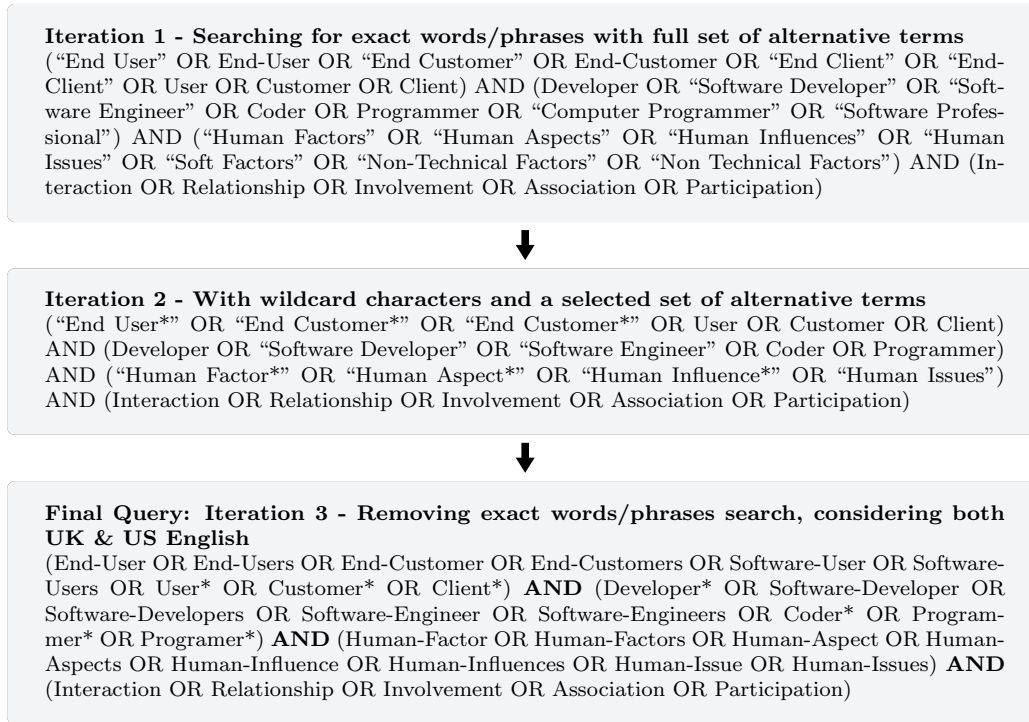 Iteration 1 - Searching for exact words/phrases with full set of alternative terms
(“End User” OR End-User OR “End Customer” OR End-Customer OR “End Client” OR “End-
Client” OR User OR Customer OR Client) AND (Developer OR “Software Developer” OR “Soft-
ware Engineer” OR Coder OR Programmer OR “Computer Programmer” OR “Software Profes-
sional”) AND (“Human Factors” OR “Human Aspects” OR “Human Influences” OR “Human
Issues” OR “Soft Factors” OR “Non-Technical Factors” OR “Non Technical Factors”) AND (In-
teraction OR Relationship OR Involvement OR Association OR Participation)
Iteration 2 - With wildcard characters and a selected set of alternative terms
(“End User*” OR “End Customer*” OR “End Customer*” OR User OR Customer OR Client)
AND (Developer OR “Software Developer” OR “Software Engineer” OR Coder OR Programmer)
AND (“Human Factor*” OR “Human Aspect*” OR “Human Influence*” OR “Human Issues”)
AND (Interaction OR Relationship OR Involvement OR Association OR Participation)
Final Query: Iteration 3 - Removing exact words/phrases search, considering both
UK & US English
(End-User OR End-Users OR End-Customer OR End-Customers OR Software-User OR Software-
Users OR User* OR Customer* OR Client*) AND (Developer* OR Software-Developer OR
Software-Developers OR Software-Engineer OR Software-Engineers OR Coder* OR Program-
mer* OR Programer*) AND (Human-Factor OR Human-Factors OR Human-Aspect OR Human-
Aspects OR Human-Influence OR Human-Influences OR Human-Issue OR Human-Issues) AND
(Interaction OR Relationship OR Involvement OR Association OR Participation)